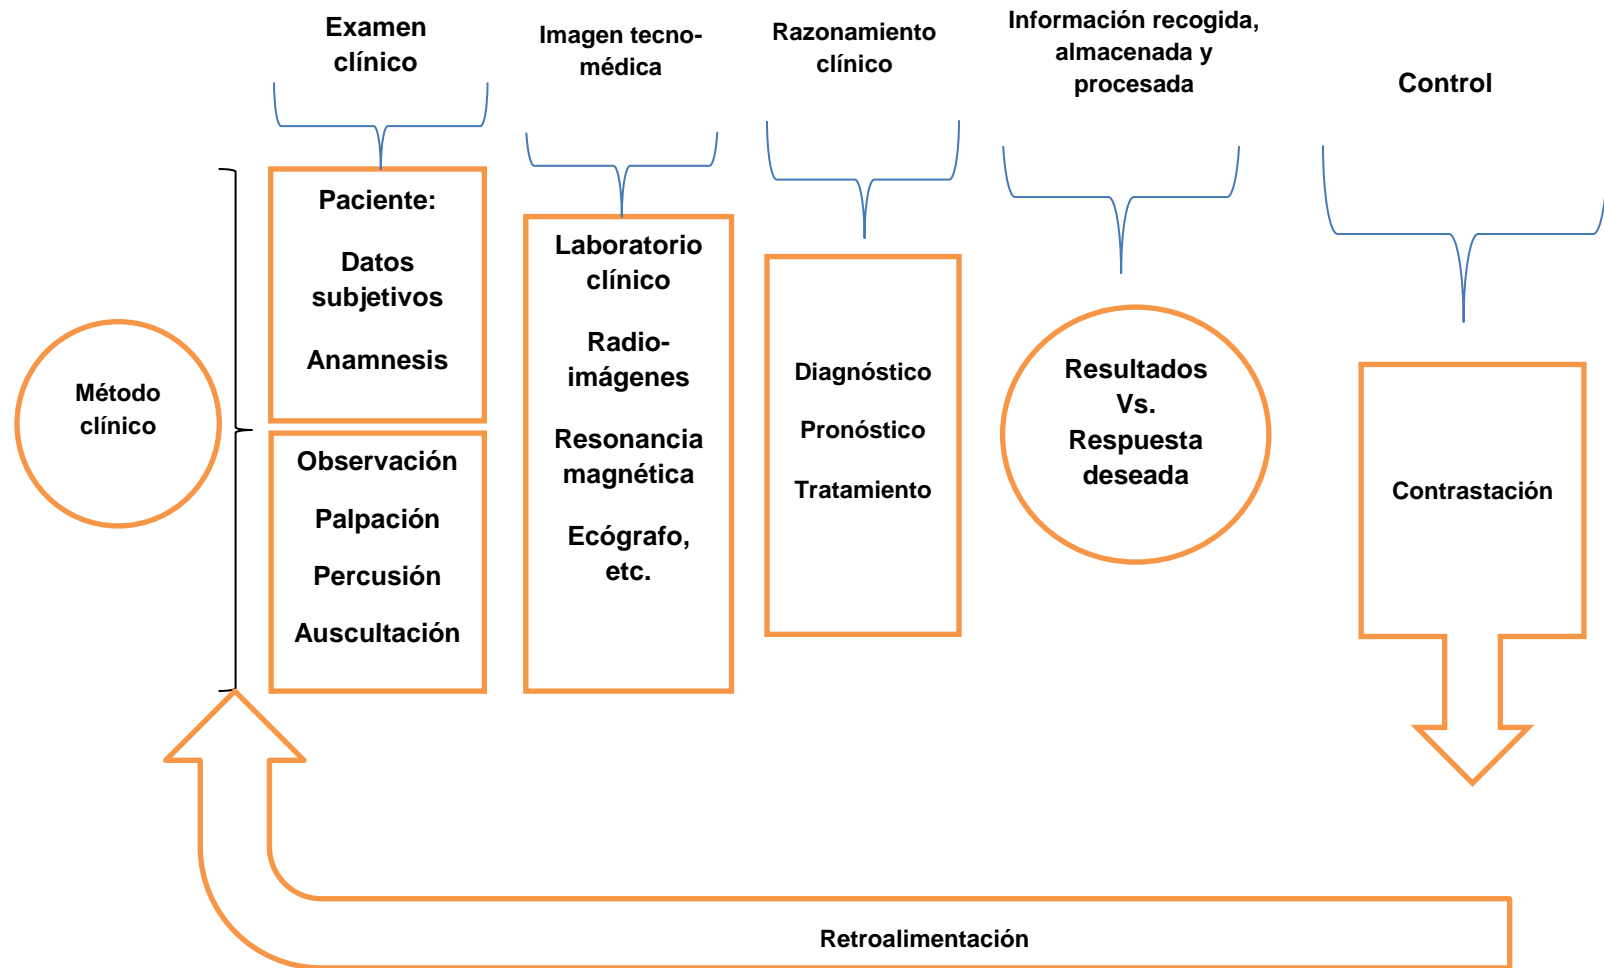 Examen
clínico
Imagen tecno-
médica
Razonamiento
clínico
Información recogida,
almacenada y
procesada
Control
Método
clínico
Paciente:
Datos
subjetivos
Anamnesis
Observación
Palpación
Percusión
Auscultación
Laboratorio
clínico
Radio-
imágenes
Resonancia
magnética
Ecógrafo,
etc.
Diagnóstico
Pronóstico
Tratamiento
Resultados
Vs.
Respuesta
deseada
Contrastación
Retroalimentación